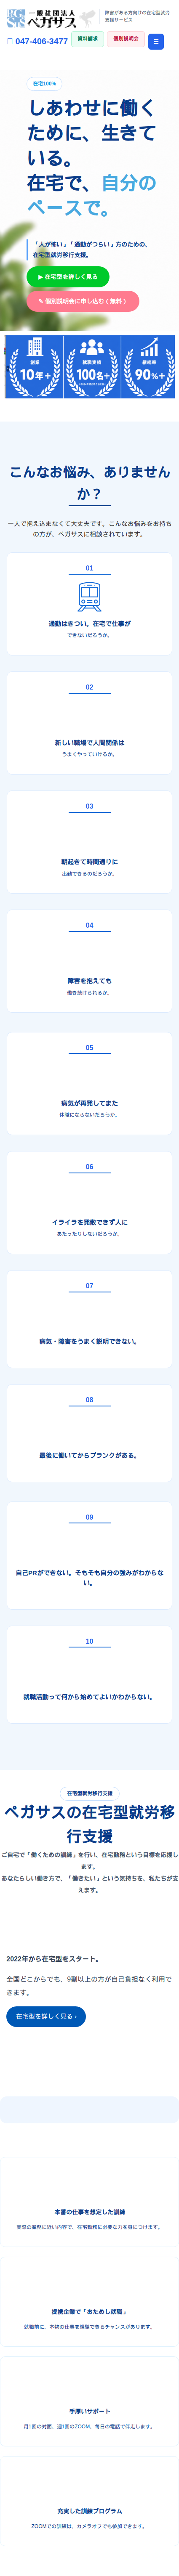 一般社団法人
ペガサス
障害がある方向けの在宅型就労
支援サービス
047-406-3477
資料請求
個別説明会
☰
在宅100%
しあわせに働く
ために、生きて
いる。
在宅で、自分の
ペースで。
「人が怖い」「通勤がつらい」方のための、
在宅型就労移行支援。
▶ 在宅型を詳しく見る
✎ 個別説明会に申し込む(無料)
創業
10年+
就職実績
100名+
継続率
90%+
こんなお悩み、ありません
か？
一人で抱え込まなくて大丈夫です。こんなお悩みをお持ち
の方が、ペガサスに相談されています。
01
通勤はきつい。在宅で仕事が
できないだろうか。
02
新しい職場で人間関係は
うまくやっていけるか。
03
朝起きて時間通りに
出勤できるのだろうか。
04
障害を抱えても
働き続けられるか。
05
病気が再発してまた
休職にならないだろうか。
06
イライラを発散できず人に
あたったりしないだろうか。
07
病気・障害をうまく説明できない。
08
最後に働いてからブランクがある。
09
自己PRができない。そもそも自分の強みがわからな
い。
10
就職活動って何から始めてよいかわからない。
在宅型就労移行支援
ペガサスの在宅型就労移
行支援
ご自宅で「働くための訓練」を行い、在宅勤務という目標を応援し
ます。
あなたらしい働き方で、「働きたい」という気持ちを、私たちが支
えます。
2022年から在宅型をスタート。
全国どこからでも、9割以上の方が自己負担なく利用で
きます。
在宅型を詳しく見る ›
本番の仕事を想定した訓練
実際の業務に近い内容で、在宅勤務に必要な力を身につけます。
提携企業で「おためし就職」
就職前に、本物の仕事を経験できるチャンスがあります。
手厚いサポート
月1回の対面、週1回のZOOM、毎日の電話で伴走します。
充実した訓練プログラム
ZOOMでの訓練は、カメラオフでも参加できます。